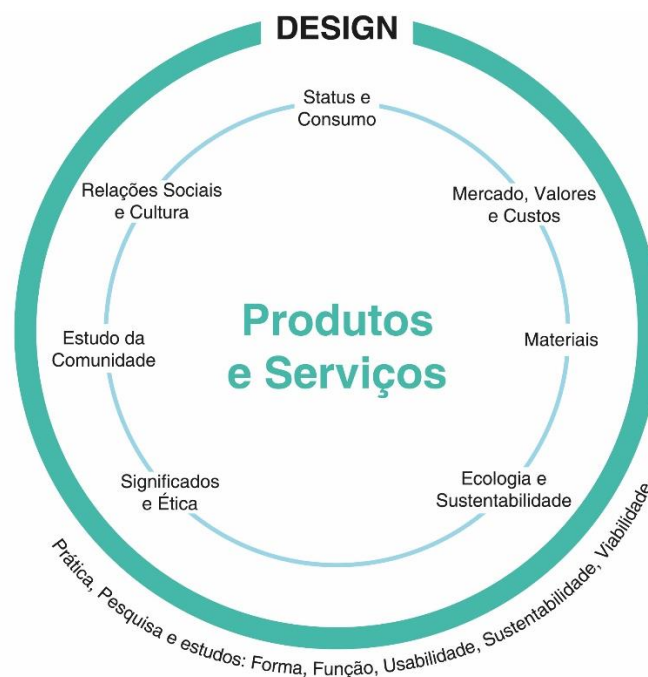 DESIGN
Status e
Consumo
Relações Sociais
e Cultura
Mercado, Valores
e Custos
Produtos
e Serviços
Estudo da
Comunidade
Materiais
Significados
e Ética
Ecologia e
Sustentabilidade
Prática, Pesquisa e estudos: Forma, Função, Usabilidade, Sustentabilidade, Viabilidade